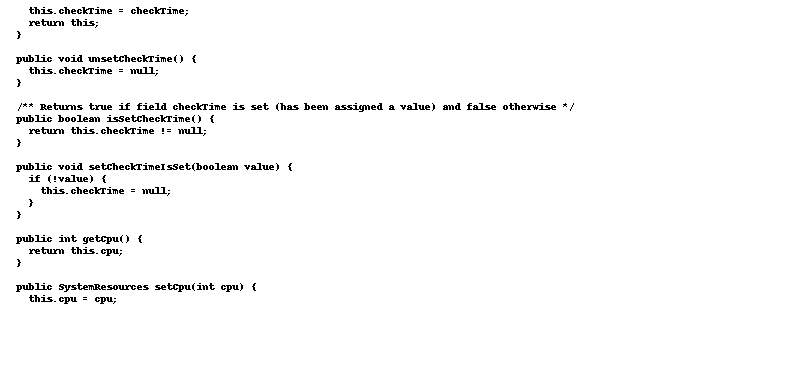 this.checkTime = checkTime;
    return this;
  }

  public void unsetCheckTime() {
    this.checkTime = null;
  }

  /** Returns true if field checkTime is set (has been assigned a value) and false otherwise */
  public boolean isSetCheckTime() {
    return this.checkTime != null;
  }

  public void setCheckTimeIsSet(boolean value) {
    if (!value) {
      this.checkTime = null;
    }
  }

  public int getCpu() {
    return this.cpu;
  }

  public SystemResources setCpu(int cpu) {
    this.cpu = cpu;